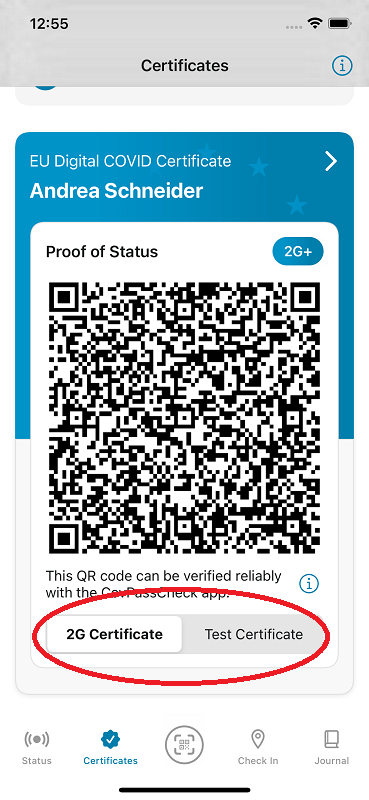 12:55
Certificates
EU Digital COVID Certificate
Andrea Schneider
Proof of Status
2G+
This QR code can be verified reliably
with the CovPassCheck app.
2G Certificate
Test Certificate
Status
Certificates
Check In
Journal